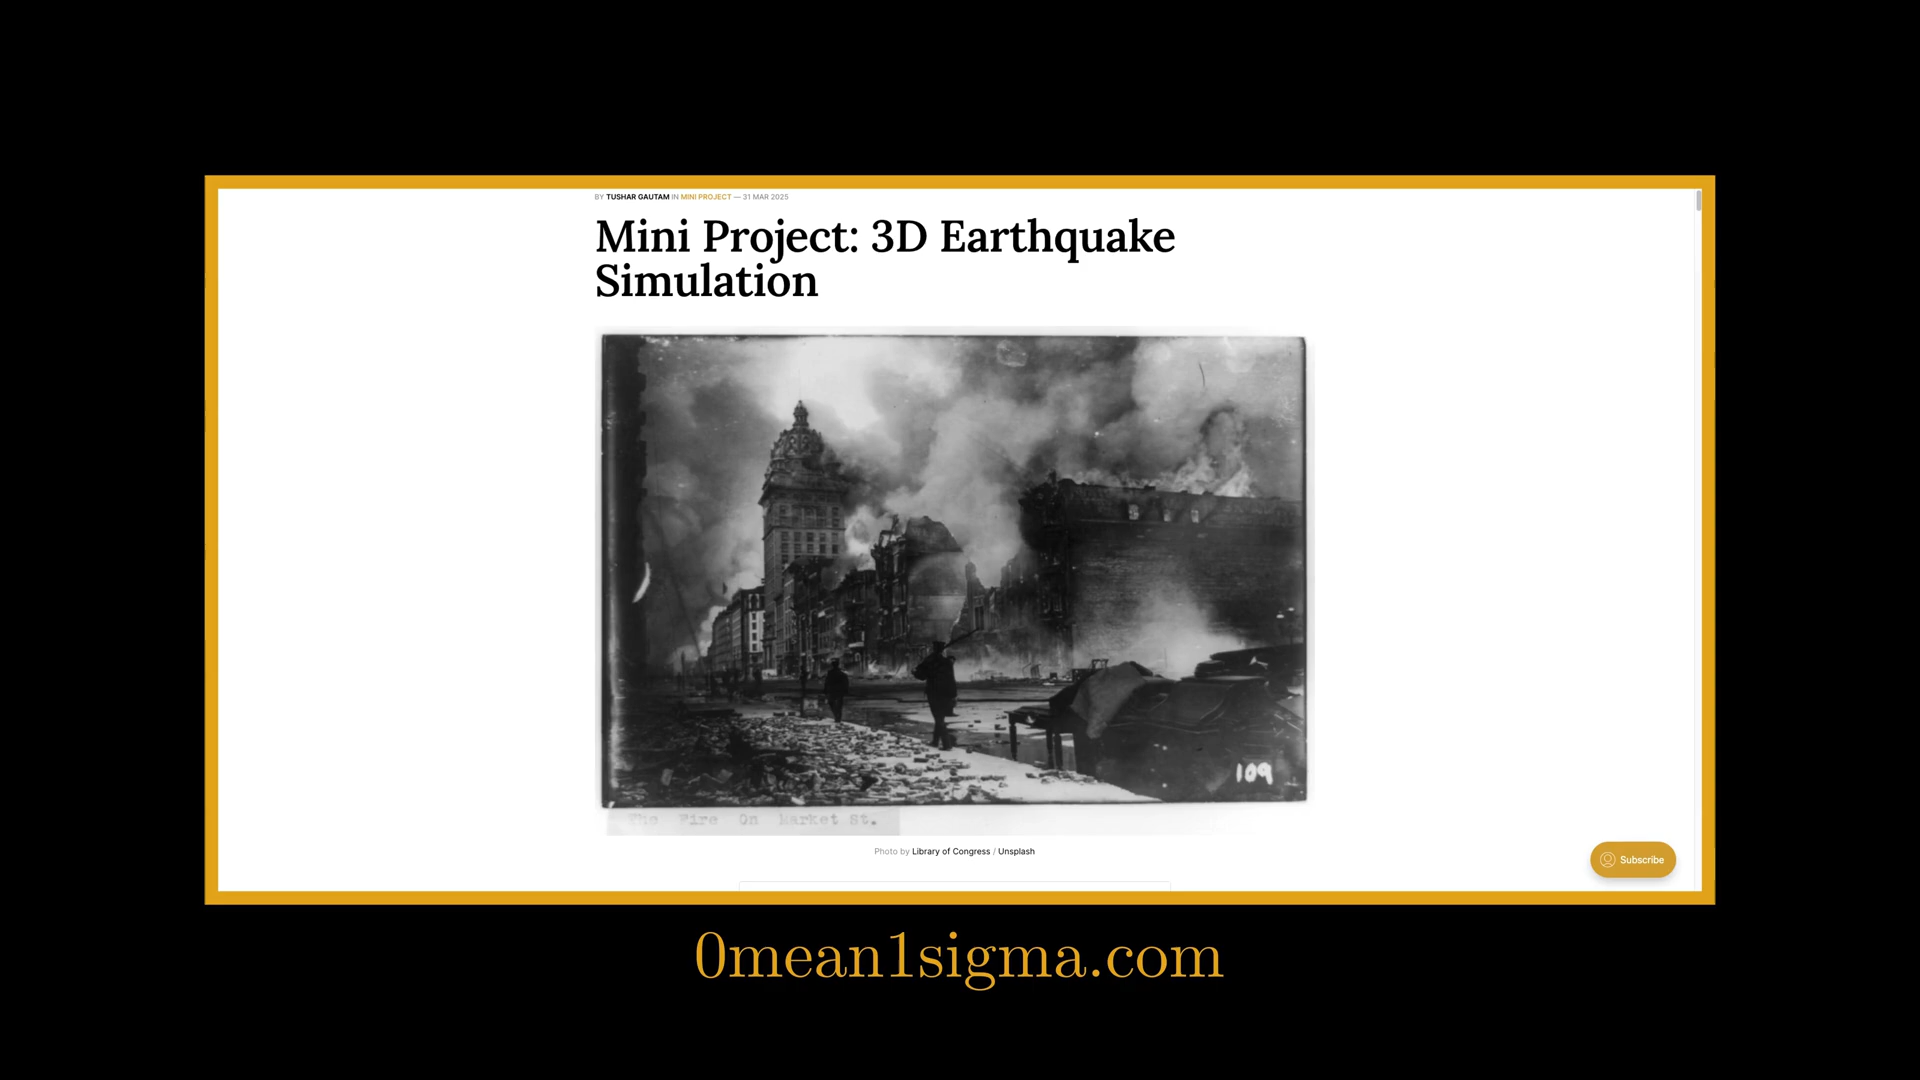 BY TUSHAR GAUTAM IN MINI PROJECT — 31 MAR 2025
Mini Project: 3D Earthquake
Simulation
109
The Fire On Market St.
Photo by Library of Congress / Unsplash
Subscribe
0mean1sigma.com